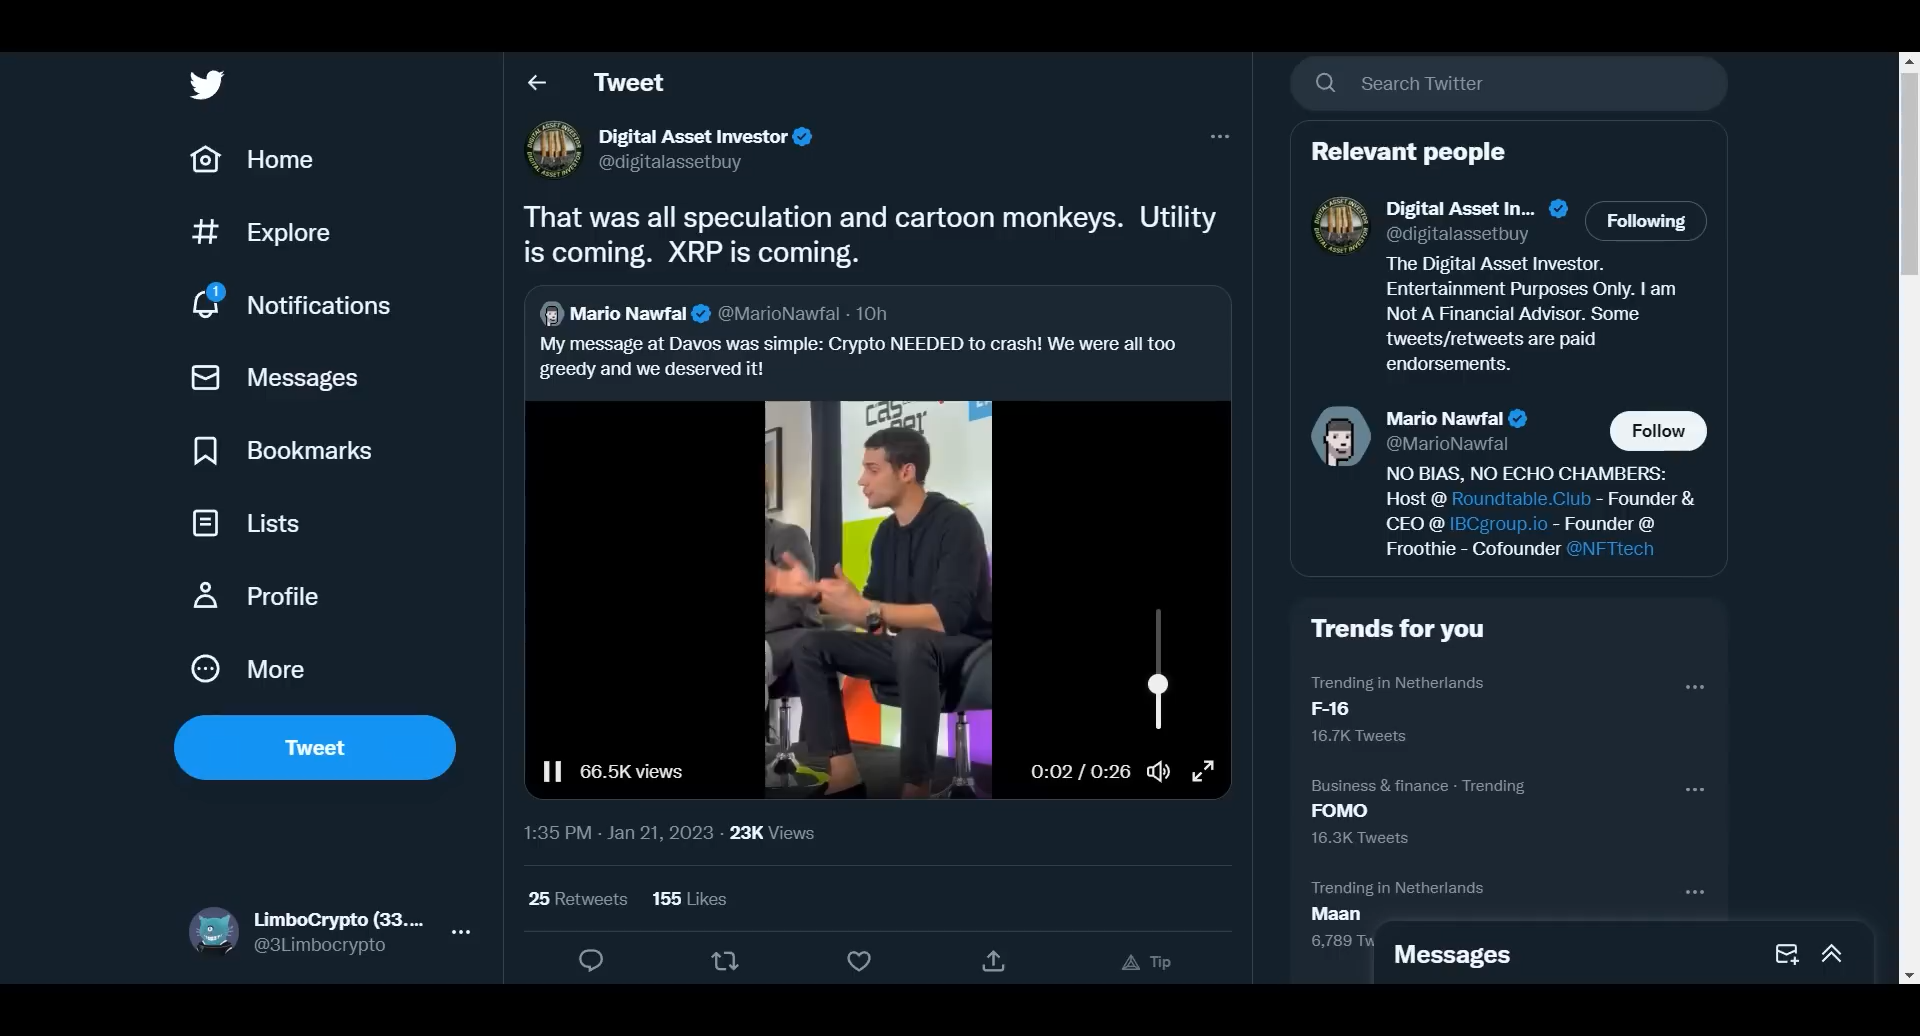 Home
Explore
1
Notifications
Messages
Bookmarks
Lists
Profile
More
Tweet
LimboCrypto (33....
@3Limbocrypto
Tweet
Digital Asset Investor
@digitalassetbuy
That was all speculation and cartoon monkeys.  Utility
is coming.  XRP is coming.
Mario Nawfal @MarioNawfal · 10h
My message at Davos was simple: Crypto NEEDED to crash! We were all too
greedy and we deserved it!
66.5K views
0:02 / 0:26
1:35 PM · Jan 21, 2023 · 23K Views
25 Retweets 155 Likes
Tip
Search Twitter
Relevant people
Digital Asset In...
@digitalassetbuy
Following
The Digital Asset Investor.
Entertainment Purposes Only. I am
Not A Financial Advisor. Some
tweets/retweets are paid
endorsements.
Mario Nawfal
@MarioNawfal
Follow
NO BIAS, NO ECHO CHAMBERS:
Host @ Roundtable.Club - Founder &
CEO @ IBCgroup.io - Founder @
Froothie - Cofounder @NFTtech
Trends for you
Trending in Netherlands
F-16
16.7K Tweets
Business & finance · Trending
FOMO
16.3K Tweets
Trending in Netherlands
Maan
6,789 Tw
Messages